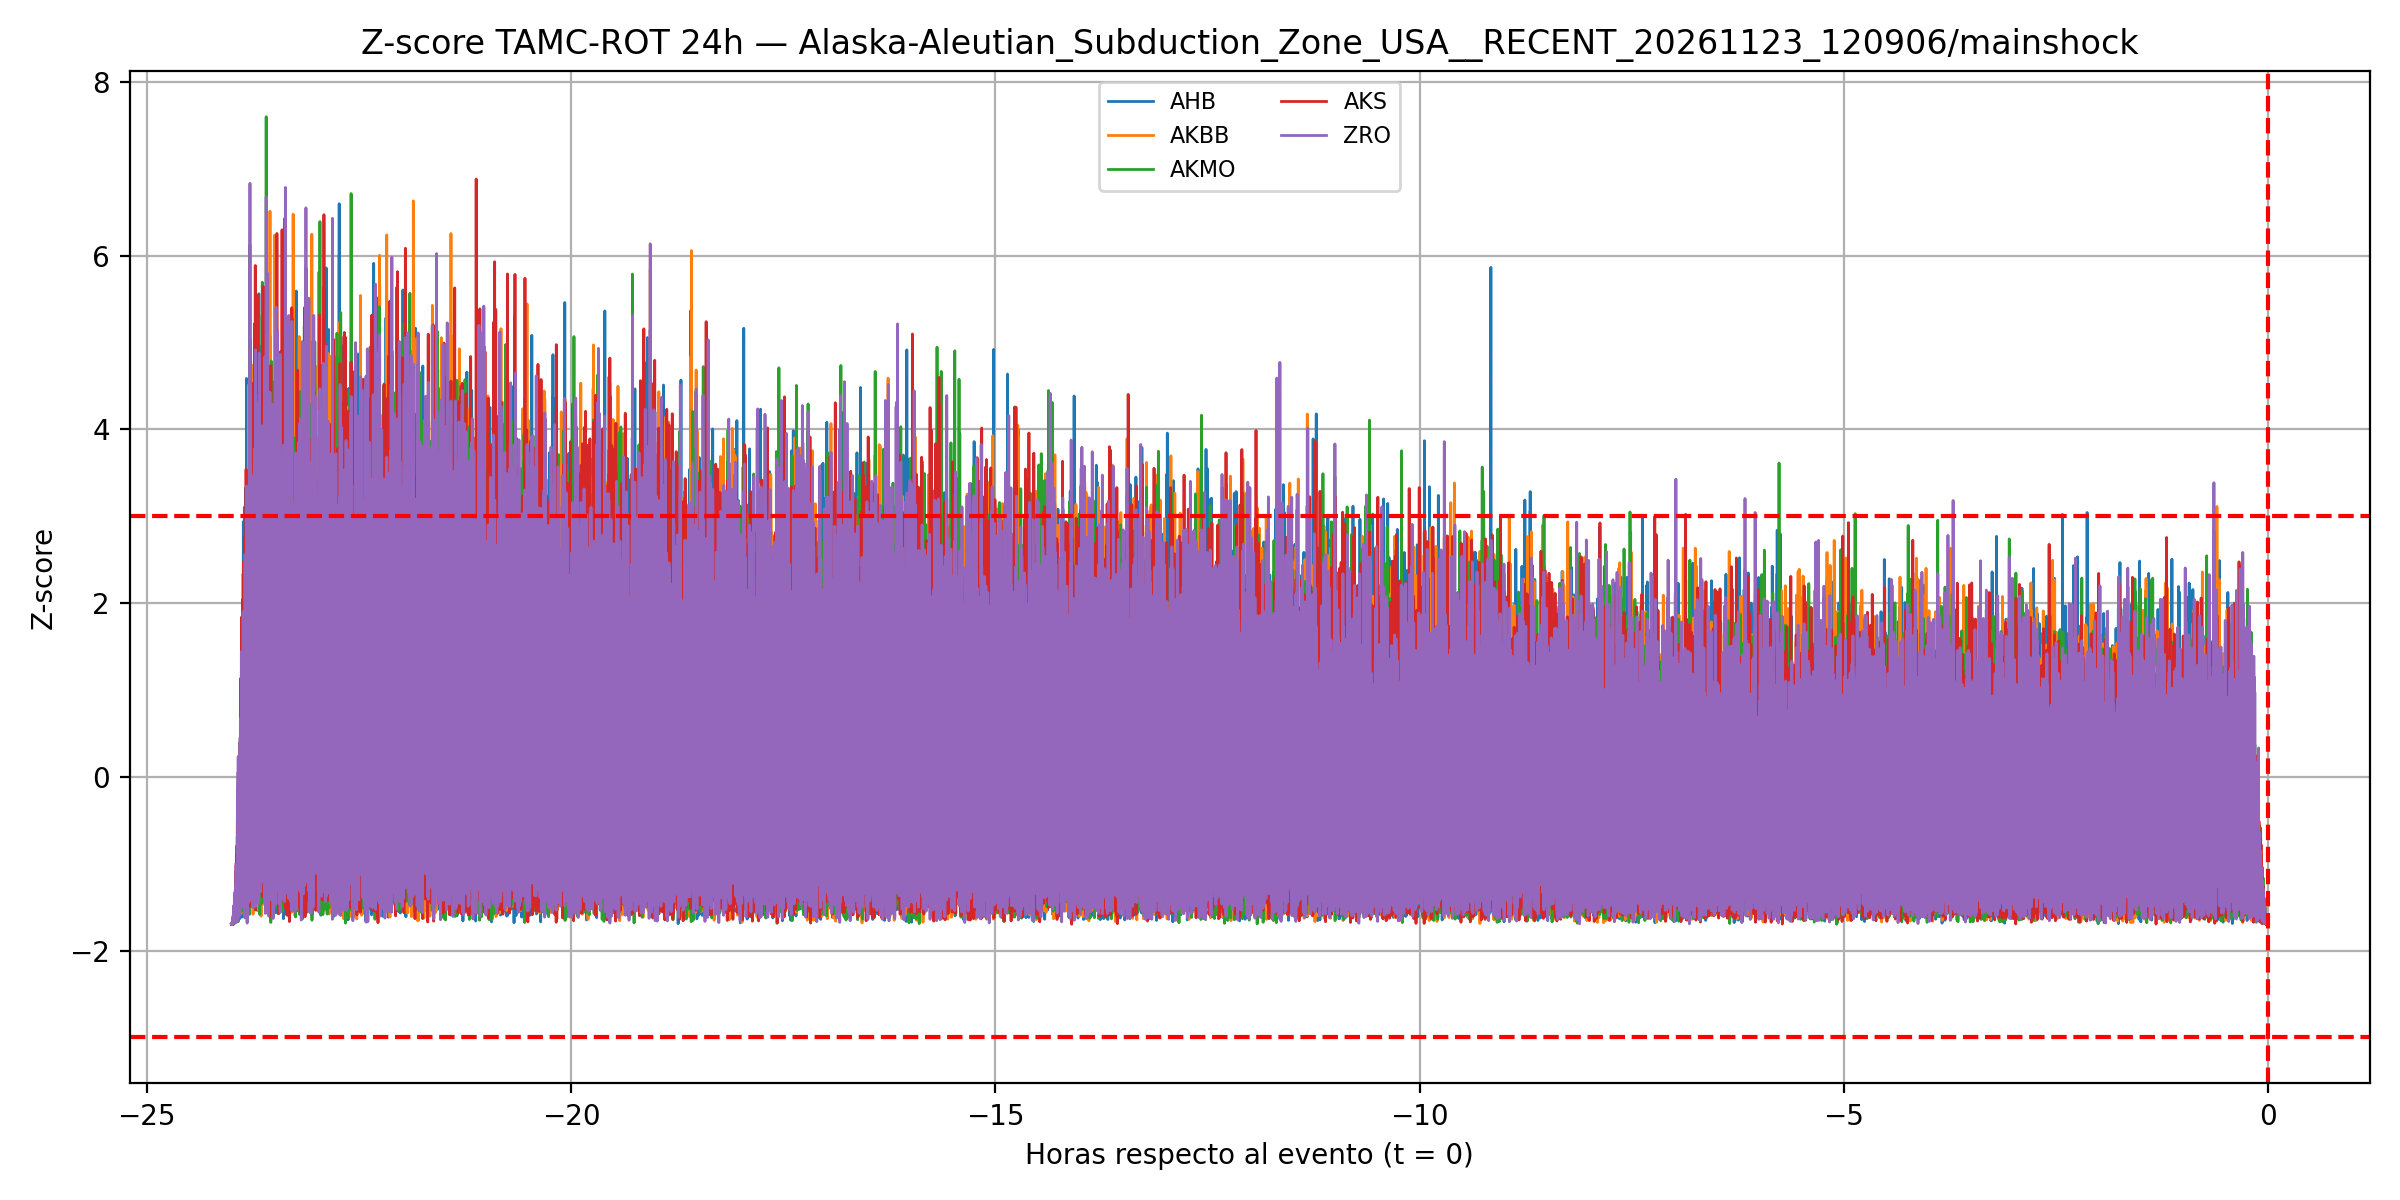 Z-score TAMC-ROT 24h — Alaska-Aleutian_Subduction_Zone_USA__RECENT_20261123_120906/mainshock
8
AHB
AKS
AKBB
ZRO
AKMO
6
4
Z-score
2
0
−2
−25
−20
−15
−10
−5
0
Horas respecto al evento (t = 0)